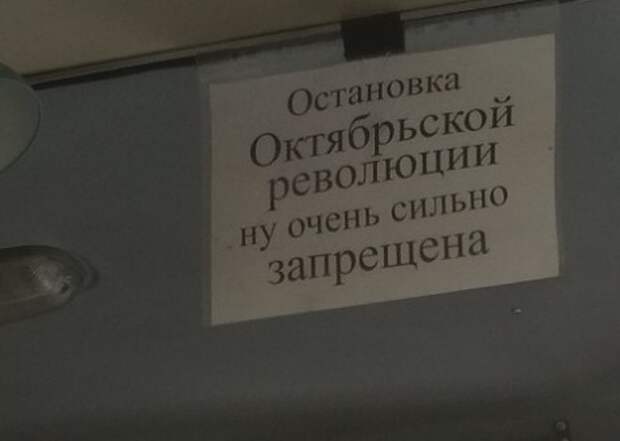 Остановка
Октябрьской
революции
ну очень сильно
запрещена